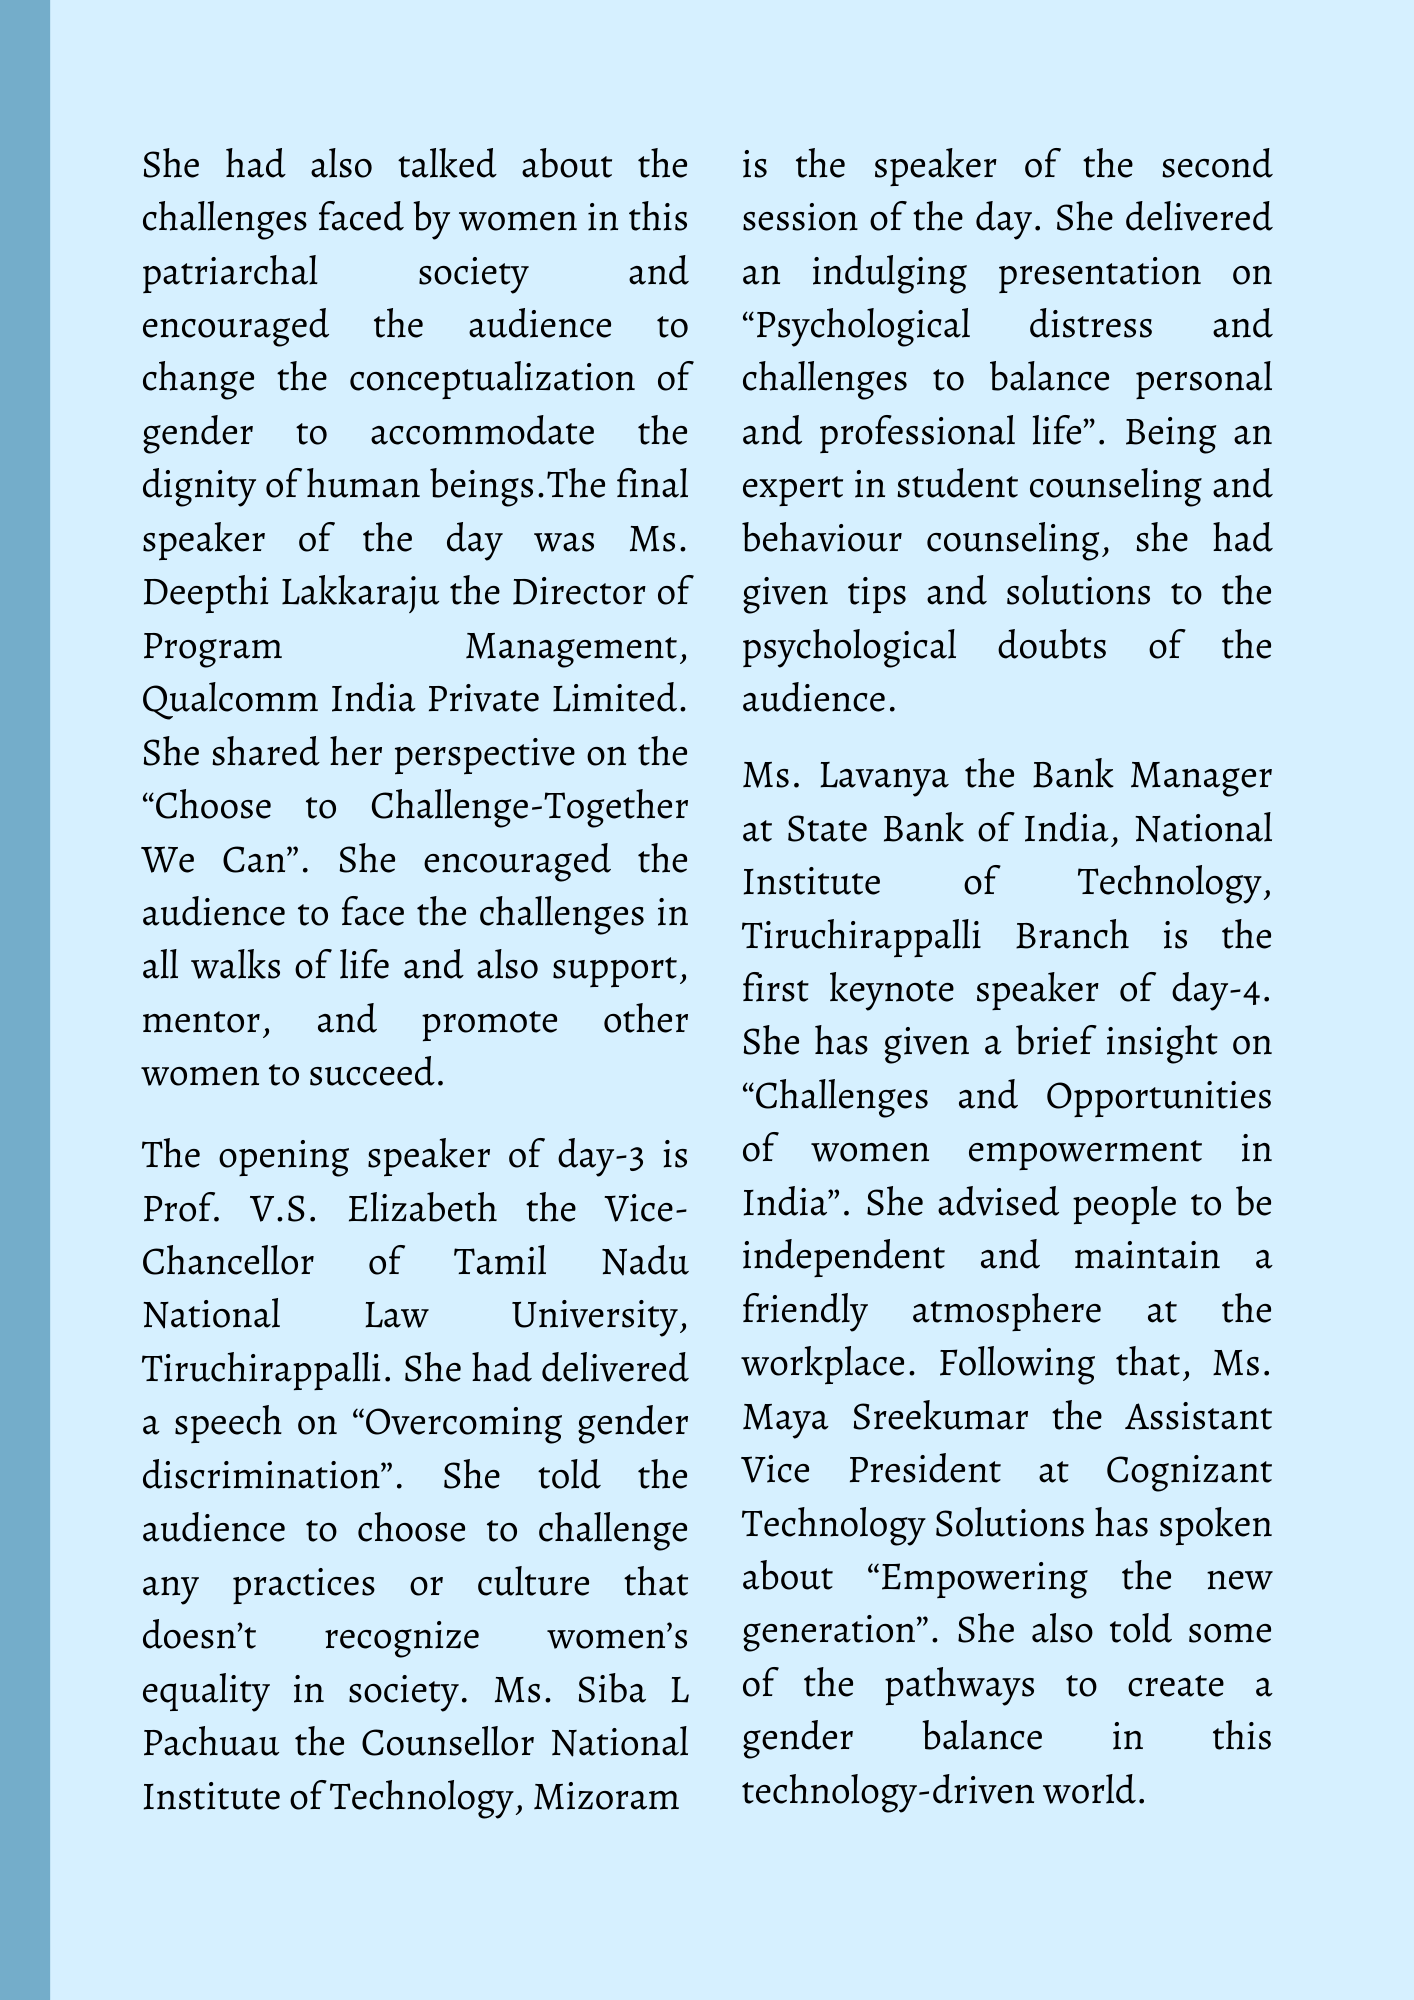 She had also talked about the
challenges faced by women in this
patriarchal society and
encouraged the audience to
change the conceptualization of
gender to accommodate the
dignity of human beings.The final
speaker of the day was Ms.
Deepthi Lakkaraju the Director of
Program Management,
Qualcomm India Private Limited.
She shared her perspective on the
“Choose to Challenge-Together
We Can”. She encouraged the
audience to face the challenges in
all walks of life and also support,
mentor, and promote other
women to succeed.
The opening speaker of day-3 is
Prof. V.S. Elizabeth the Vice-
Chancellor of Tamil Nadu
National Law University,
Tiruchirappalli. She had delivered
a speech on “Overcoming gender
discrimination”. She told the
audience to choose to challenge
any practices or culture that
doesn’t recognize women’s
equality in society. Ms. Siba L
Pachuau the Counsellor National
Institute of Technology, Mizoram
is the speaker of the second
session of the day. She delivered
an indulging presentation on
“Psychological distress and
challenges to balance personal
and professional life”. Being an
expert in student counseling and
behaviour counseling, she had
given tips and solutions to the
psychological doubts of the
audience.
Ms. Lavanya the Bank Manager
at State Bank of India, National
Institute of Technology,
Tiruchirappalli Branch is the
first keynote speaker of day-4.
She has given a brief insight on
“Challenges and Opportunities
of women empowerment in
India”. She advised people to be
independent and maintain a
friendly atmosphere at the
workplace. Following that, Ms.
Maya Sreekumar the Assistant
Vice President at Cognizant
Technology Solutions has spoken
about “Empowering the new
generation”. She also told some
of the pathways to create a
gender balance in this
technology-driven world.